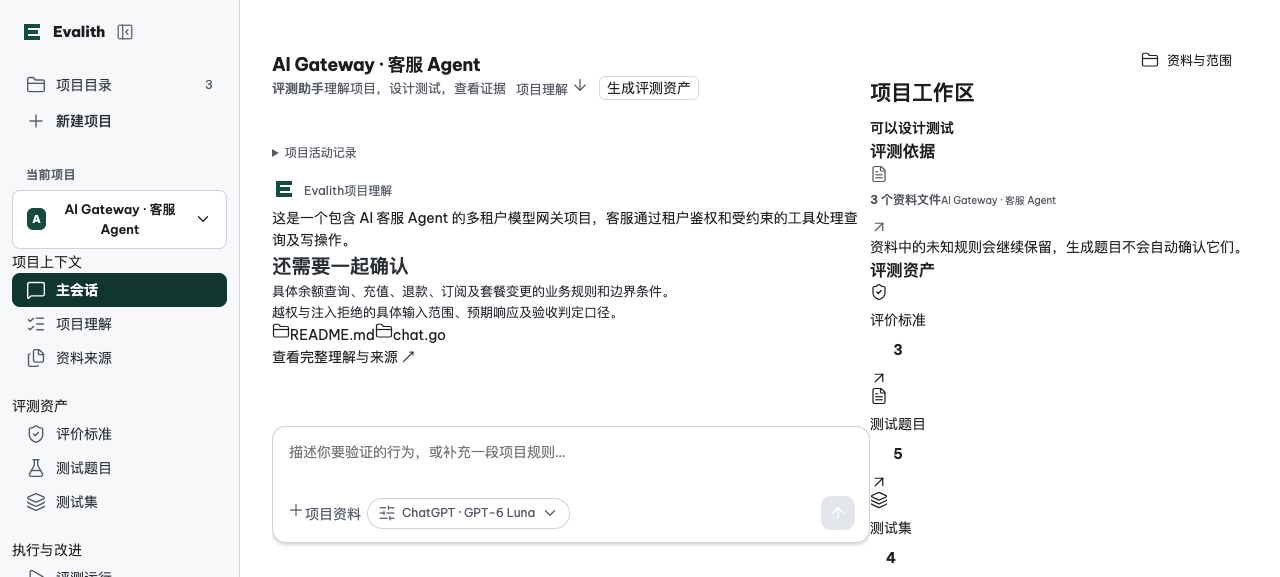 Evalith
项目目录 3
新建项目
当前项目
A AI Gateway · 客服 Agent
项目上下文
主会话
项目理解
资料来源
评测资产
评价标准
测试题目
测试集
执行与改进
评测运行
AI Gateway · 客服 Agent
评测助手理解项目，设计测试，查看证据 项目理解 生成评测资产
资料与范围
项目活动记录
Evalith项目理解
这是一个包含 AI 客服 Agent 的多租户模型网关项目，客服通过租户鉴权和受约束的工具处理查
询及写操作。
还需要一起确认
具体余额查询、充值、退款、订阅及套餐变更的业务规则和边界条件。
越权与注入拒绝的具体输入范围、预期响应及验收判定口径。
README.md chat.go
查看完整理解与来源 ↗
描述你要验证的行为，或补充一段项目规则...
项目资料 ChatGPT · GPT-6 Luna
项目工作区
可以设计测试
评测依据
3 个资料文件AI Gateway · 客服 Agent
资料中的未知规则会继续保留，生成题目不会自动确认它们。
评测资产
评价标准
3
测试题目
5
测试集
4